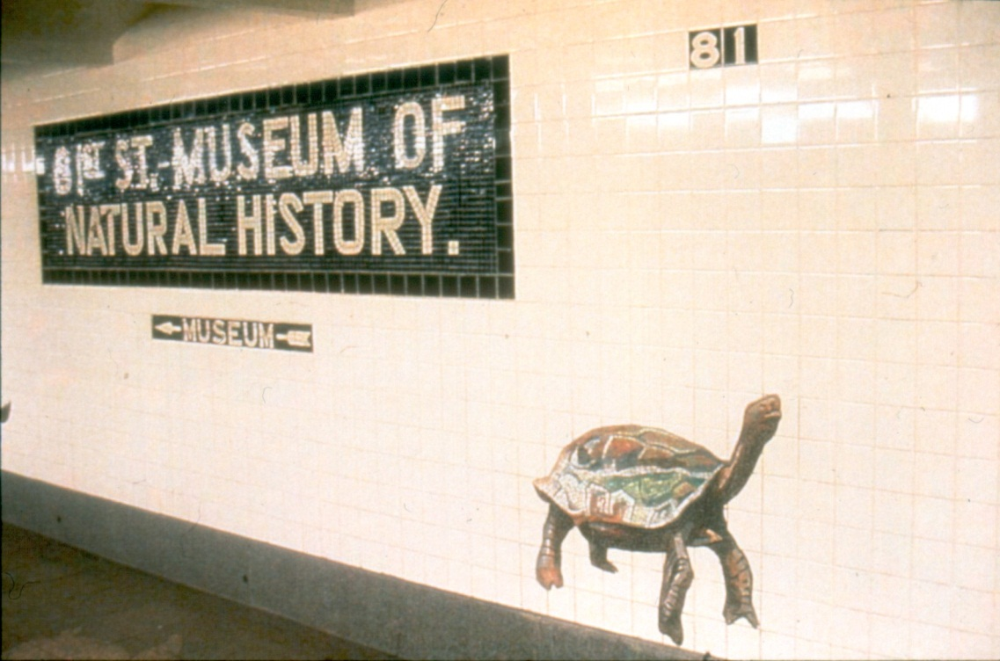 81ST ST.-MUSEUM OF
NATURAL HISTORY.
81
MUSEUM